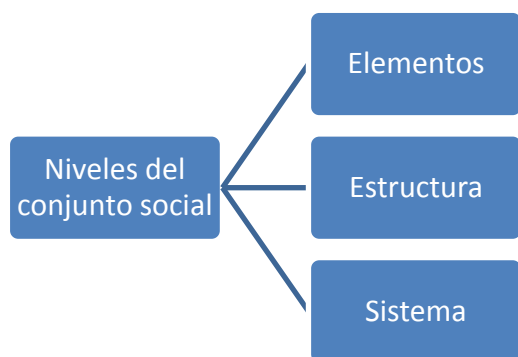 Elementos
Niveles del
conjunto social
Estructura
Sistema